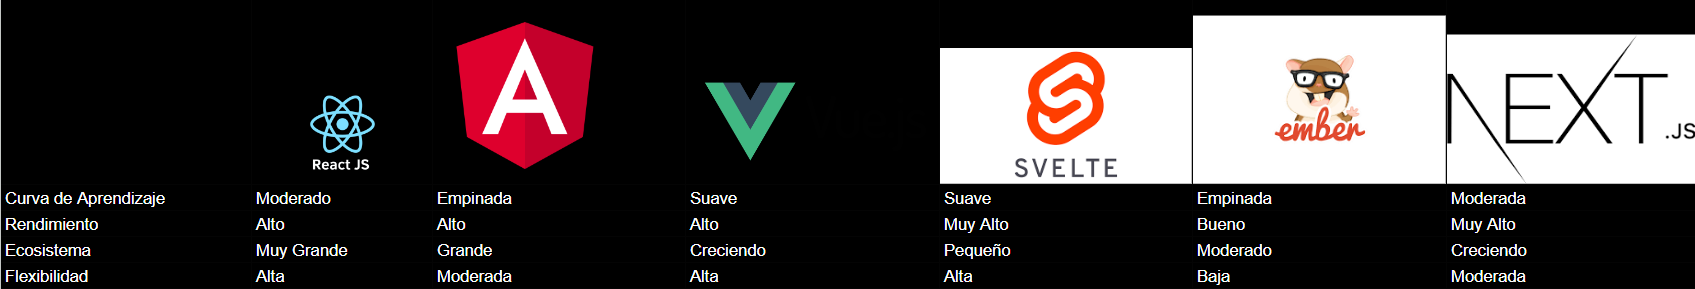 React JS
A
SVELTE
ember
NEXT.JS
Curva de Aprendizaje Moderado Empinada Suave Suave Empinada Moderada
Rendimiento Alto Alto Alto Muy Alto Bueno Muy Alto
Ecosistema Muy Grande Grande Creciendo Pequeño Moderado Creciendo
Flexibilidad Alta Moderada Alta Alta Baja Moderada